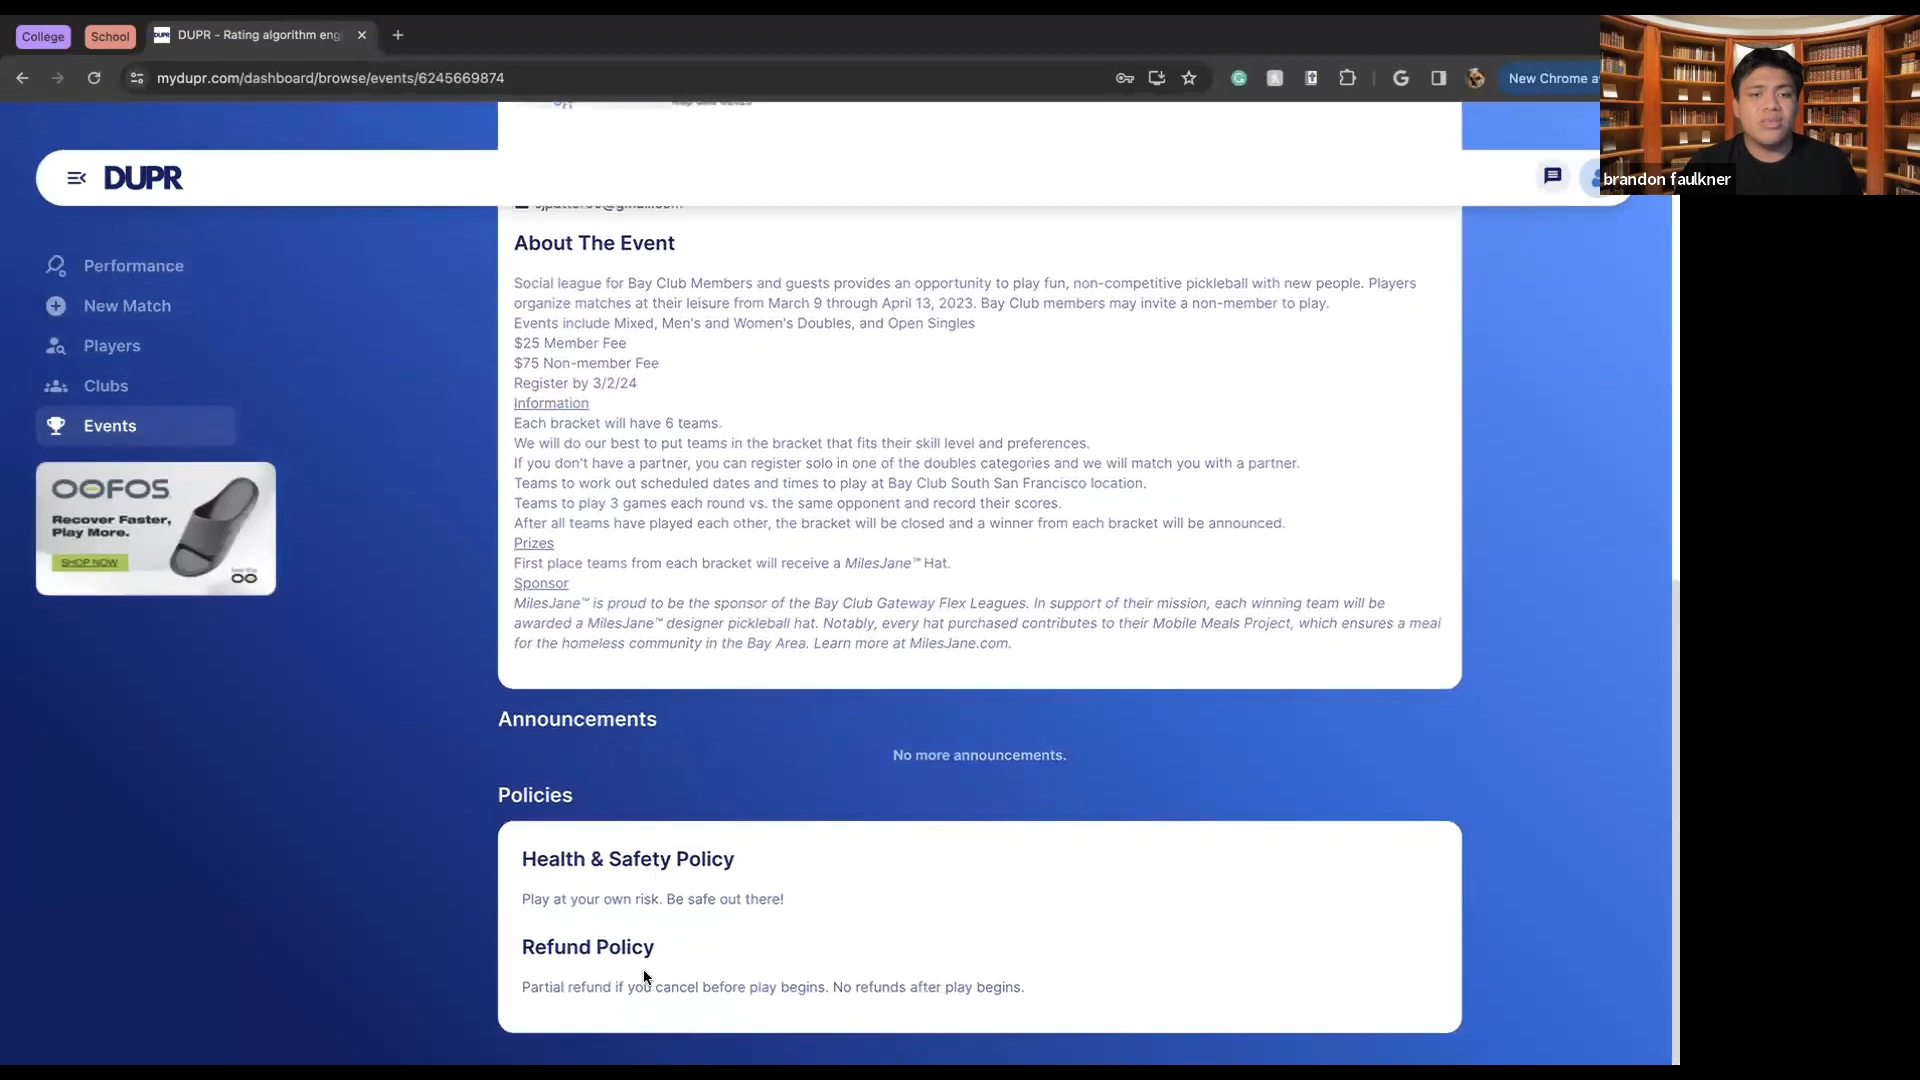 College
School
DUPR - Rating algorithm eng
mydupr.com/dashboard/browse/events/6245669874
New Chrome a
brandon faulkner
DUPR
Performance
New Match
Players
Clubs
Events
OOFOS
Recover Faster,
Play More.
SHOP NOW
About The Event
Social league for Bay Club Members and guests provides an opportunity to play fun, non-competitive pickleball with new people. Players
organize matches at their leisure from March 9 through April 13, 2023. Bay Club members may invite a non-member to play.
Events include Mixed, Men's and Women's Doubles, and Open Singles
$25 Member Fee
$75 Non-member Fee
Register by 3/2/24
Information
Each bracket will have 6 teams.
We will do our best to put teams in the bracket that fits their skill level and preferences.
If you don't have a partner, you can register solo in one of the doubles categories and we will match you with a partner.
Teams to work out scheduled dates and times to play at Bay Club South San Francisco location.
Teams to play 3 games each round vs. the same opponent and record their scores.
After all teams have played each other, the bracket will be closed and a winner from each bracket will be announced.
Prizes
First place teams from each bracket will receive a MilesJane™ Hat.
Sponsor
MilesJane™ is proud to be the sponsor of the Bay Club Gateway Flex Leagues. In support of their mission, each winning team will be
awarded a MilesJane™ designer pickleball hat. Notably, every hat purchased contributes to their Mobile Meals Project, which ensures a meal
for the homeless community in the Bay Area. Learn more at MilesJane.com.
Announcements
No more announcements.
Policies
Health & Safety Policy
Play at your own risk. Be safe out there!
Refund Policy
Partial refund if you cancel before play begins. No refunds after play begins.